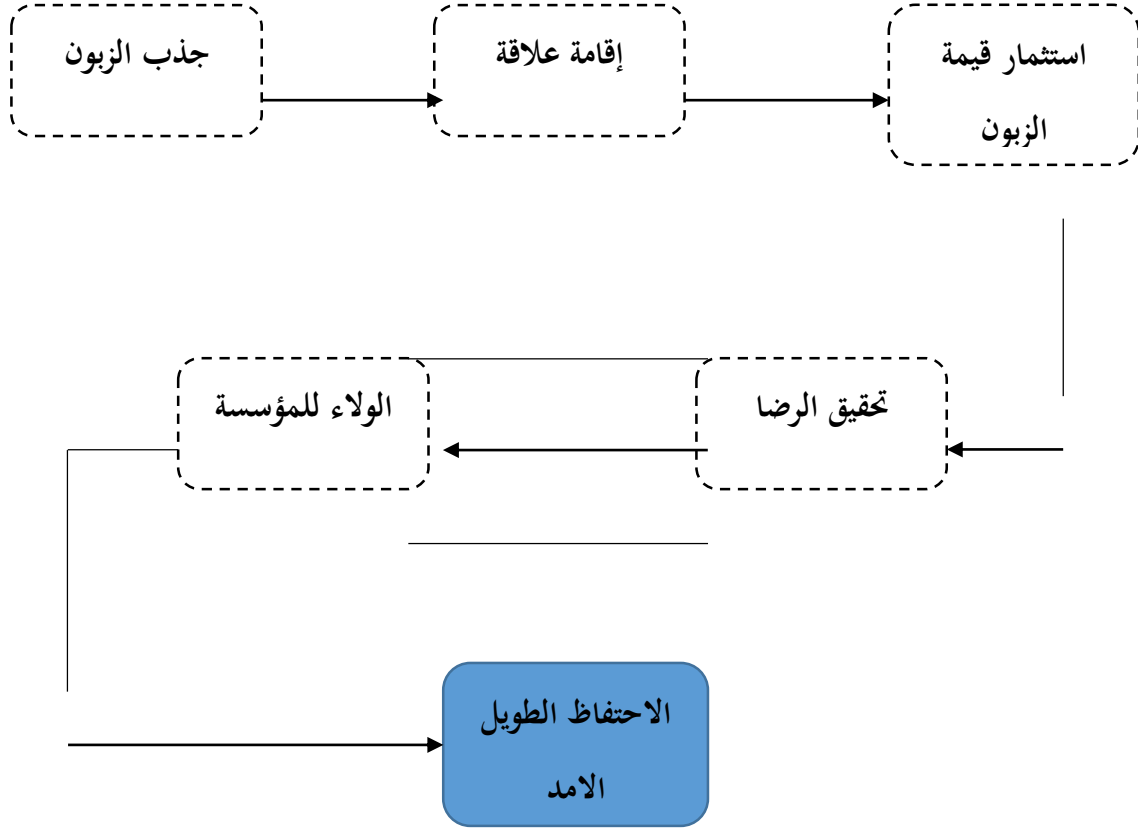 جذب الزبون
إقامة علاقة
استثمار قيمة
الزبون
تحقيق الرضا
الولاء للمؤسسة
الاحتفاظ الطويل
الامد